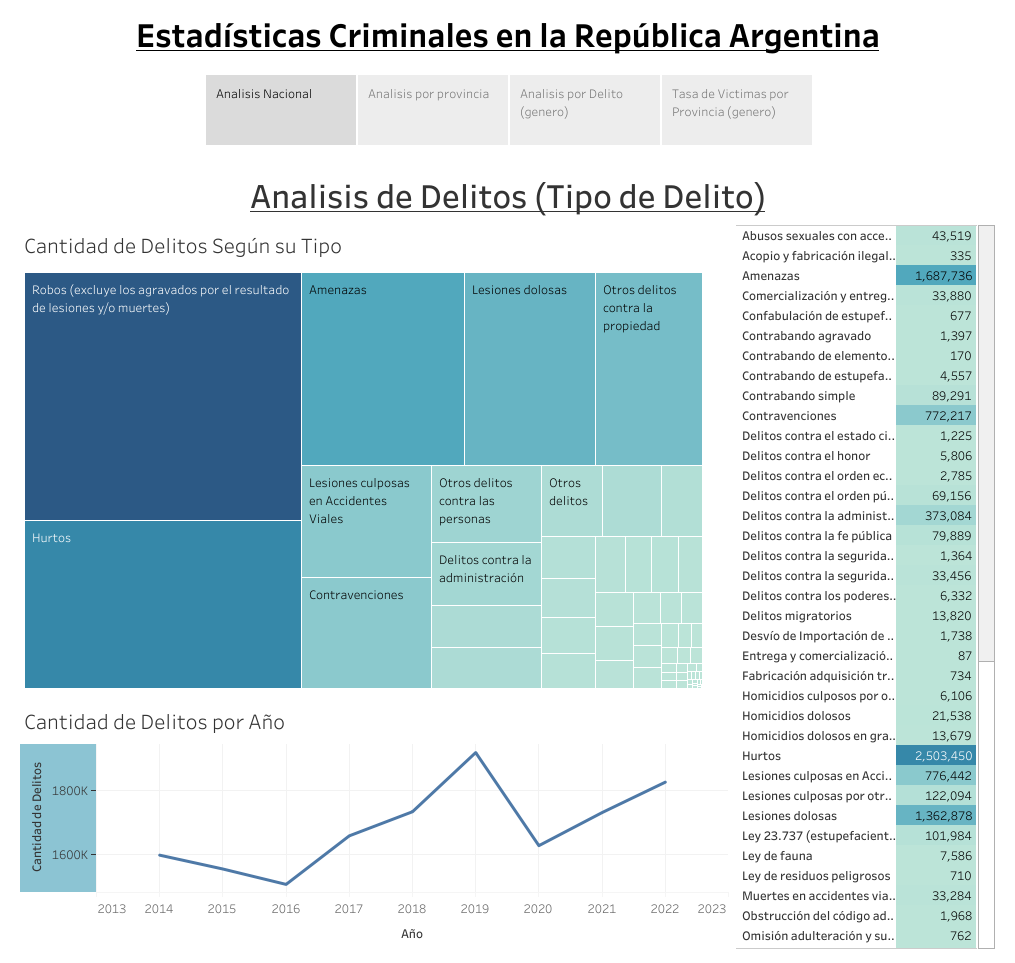 Estadísticas Criminales en la República Argentina
Analisis Nacional
Analisis por provincia
Analisis por Delito
(genero)
Tasa de Victimas por
Provincia (genero)
Analisis de Delitos (Tipo de Delito)
Cantidad de Delitos Según su Tipo
Robos (excluye los agravados por el resultado
de lesiones y/o muertes)
Hurtos
Amenazas
Lesiones dolosas
Otros delitos
contra la
propiedad
Lesiones culposas
en Accidentes
Viales
Contravenciones
Otros delitos
contra las
personas
Delitos contra la
administración
Otros
delitos
Abusos sexuales con acce.. 43,519
Acopio y fabricación ilegal.. 335
Amenazas 1,687,736
Comercialización y entreg.. 33,880
Confabulación de estupef.. 677
Contrabando agravado 1,397
Contrabando de elemento.. 170
Contrabando de estupefa.. 4,557
Contrabando simple 89,291
Contravenciones 772,217
Delitos contra el estado ci.. 1,225
Delitos contra el honor 5,806
Delitos contra el orden ec.. 2,785
Delitos contra el orden pú.. 69,156
Delitos contra la administ.. 373,084
Delitos contra la fe pública 79,889
Delitos contra la segurida.. 1,364
Delitos contra la segurida.. 33,456
Delitos contra los poderes.. 6,332
Delitos migratorios 13,820
Desvío de Importación de .. 1,738
Entrega y comercializació.. 87
Fabricación adquisición tr.. 734
Homicidios culposos por o.. 6,106
Homicidios dolosos 21,538
Homicidios dolosos en gra.. 13,679
Hurtos 2,503,450
Lesiones culposas en Acci.. 776,442
Lesiones culposas por otr.. 122,094
Lesiones dolosas 1,362,878
Ley 23.737 (estupefacient.. 101,984
Ley de fauna 7,586
Ley de residuos peligrosos 710
Muertes en accidentes via.. 33,284
Obstrucción del código ad.. 1,968
Omisión adulteración y su.. 762
Cantidad de Delitos por Año
Cantidad de Delitos
1800K
1600K
2013 2014 2015 2016 2017 2018 2019 2020 2021 2022 2023
Año